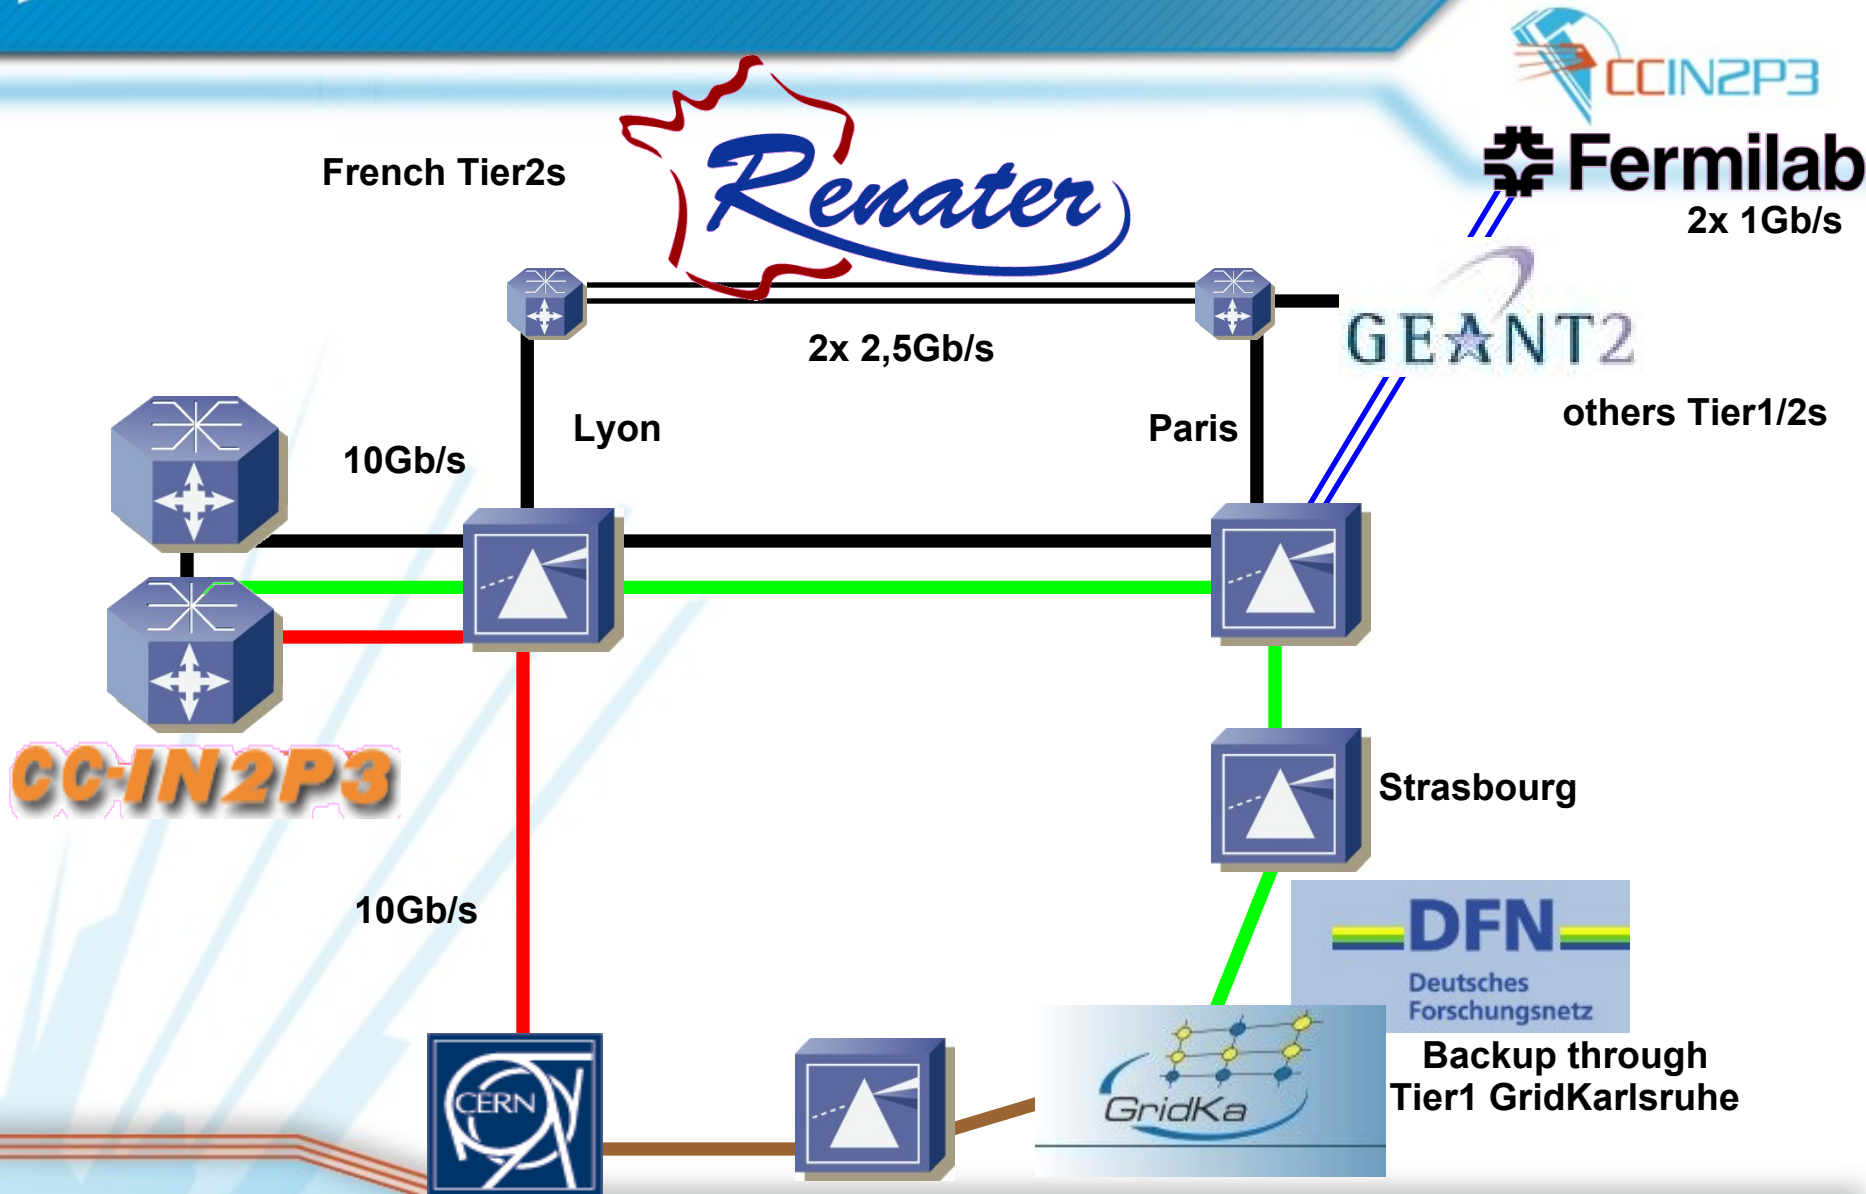 CCIN2P3
Fermilab
2x 1Gb/s
French Tier2s
Renater
2x 2,5Gb/s
GEANT2
others Tier1/2s
Lyon
Paris
10Gb/s
CC-IN2P3
Strasbourg
10Gb/s
DFN
Deutsches
Forschungsnetz
Backup through
Tier1 GridKarlsruhe
CERN
GridKa